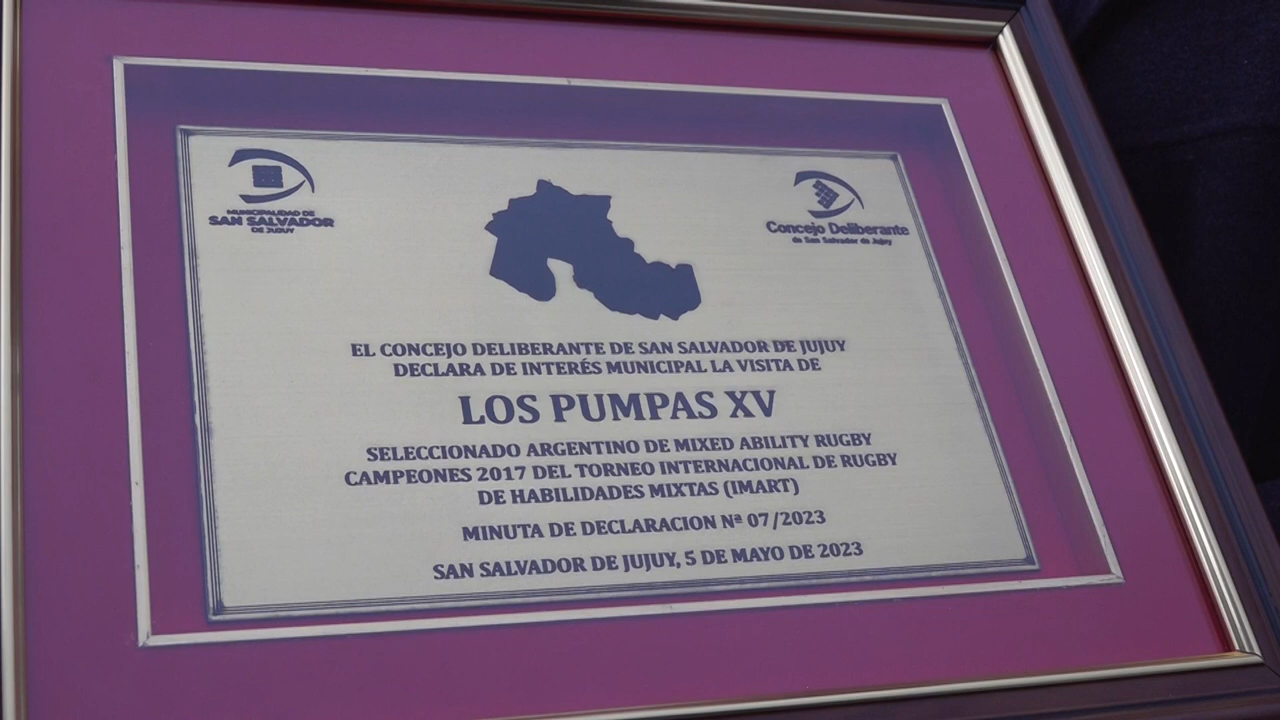 MUNICIPALIDAD DE
SAN SALVADOR
DE JUJUY
Concejo Deliberante
de San Salvador de Jujuy
EL CONCEJO DELIBERANTE DE SAN SALVADOR DE JUJUY
DECLARA DE INTERÉS MUNICIPAL LA VISITA DE
LOS PUMPAS XV
SELECCIONADO ARGENTINO DE MIXED ABILITY RUGBY
CAMPEONES 2017 DEL TORNEO INTERNACIONAL DE RUGBY
DE HABILIDADES MIXTAS (IMART)
MINUTA DE DECLARACION Nª 07/2023
SAN SALVADOR DE JUJUY, 5 DE MAYO DE 2023